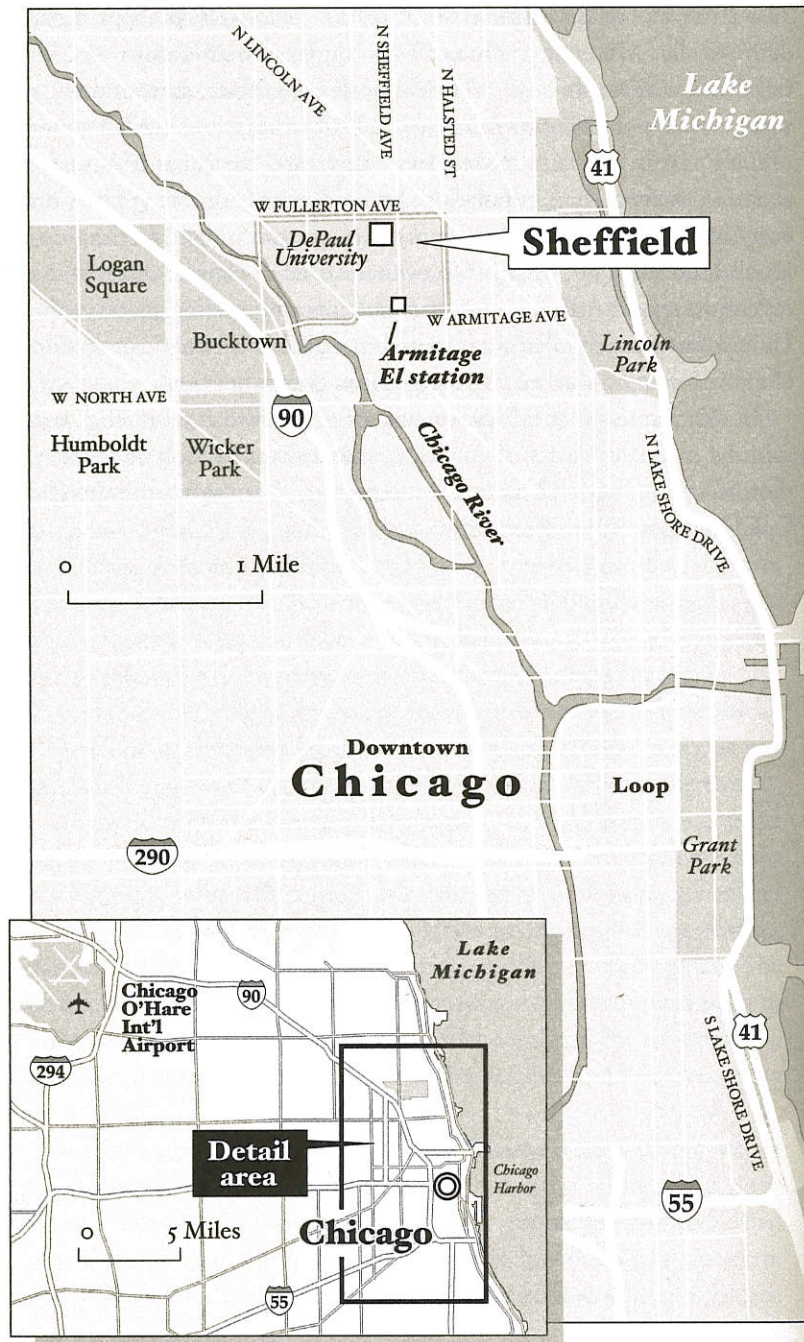 N LINCOLN AVE
N SHEFFIELD AVE
N HALSTED ST
Lake
Michigan
41
W FULLERTON AVE
DePaul
University
Sheffield
Logan
Square
Bucktown
W ARMITAGE AVE
Armitage
El station
Lincoln
Park
W NORTH AVE
90
Humboldt
Park
Wicker
Park
Chicago River
N LAKE SHORE DRIVE
0 1 Mile
Downtown
Chicago
Loop
290
Grant
Park
41
S LAKE SHORE DRIVE
55
Lake
Michigan
Chicago
O'Hare
Int'l
Airport
90
294
Detail
area
Chicago
Harbor
0 5 Miles
Chicago
55